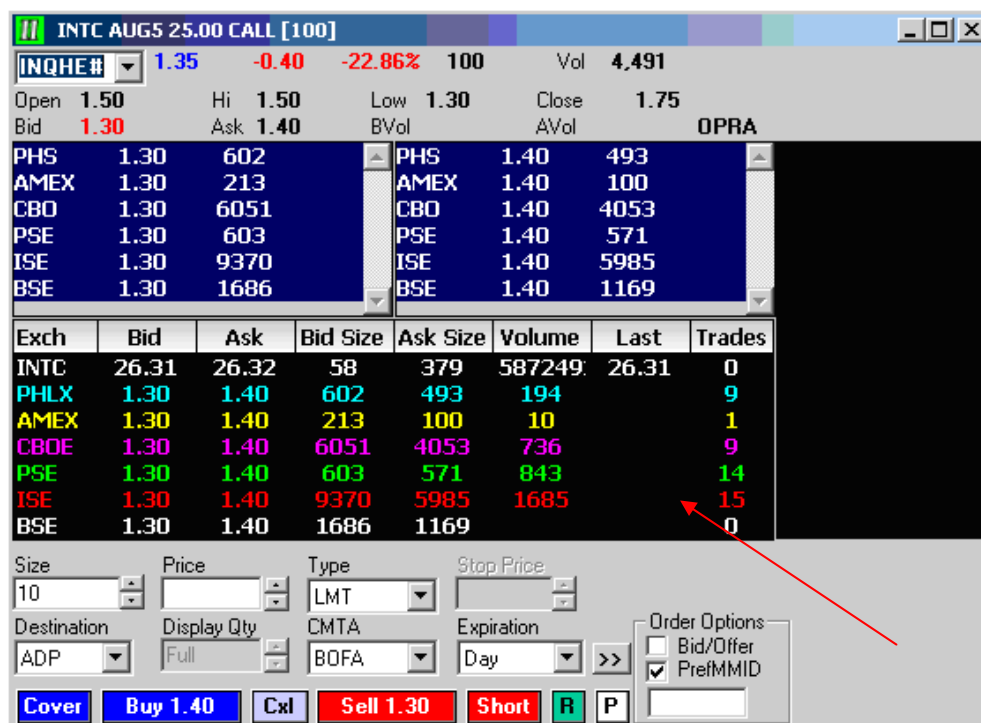 INTC AUG5 25.00 CALL [100]
INQHE# 1.35 -0.40 -22.86% 100 Vol 4,491
Open 1.50 Hi 1.50 Low 1.30 Close 1.75
Bid 1.30 Ask 1.40 BVol AVol OPRA
PHS 1.30 602 PHS 1.40 493
AMEX 1.30 213 AMEX 1.40 100
CBO 1.30 6051 CBO 1.40 4053
PSE 1.30 603 PSE 1.40 571
ISE 1.30 9370 ISE 1.40 5985
BSE 1.30 1686 BSE 1.40 1169
Exch Bid Ask Bid Size Ask Size Volume Last Trades
INTC 26.31 26.32 58 379 587249 26.31 0
PHLX 1.30 1.40 602 493 194 9
AMEX 1.30 1.40 213 100 10 1
CBOE 1.30 1.40 6051 4053 736 9
PSE 1.30 1.40 603 571 843 14
ISE 1.30 1.40 9370 5985 1685 15
BSE 1.30 1.40 1686 1169 0
Size Price Type Stop Price
10 LMT
Destination Display Qty CMTA Expiration Order Options
ADP Full BOFA Day >> Bid/Offer
PrefMMID
Cover Buy 1.40 Cxl Sell 1.30 Short R P